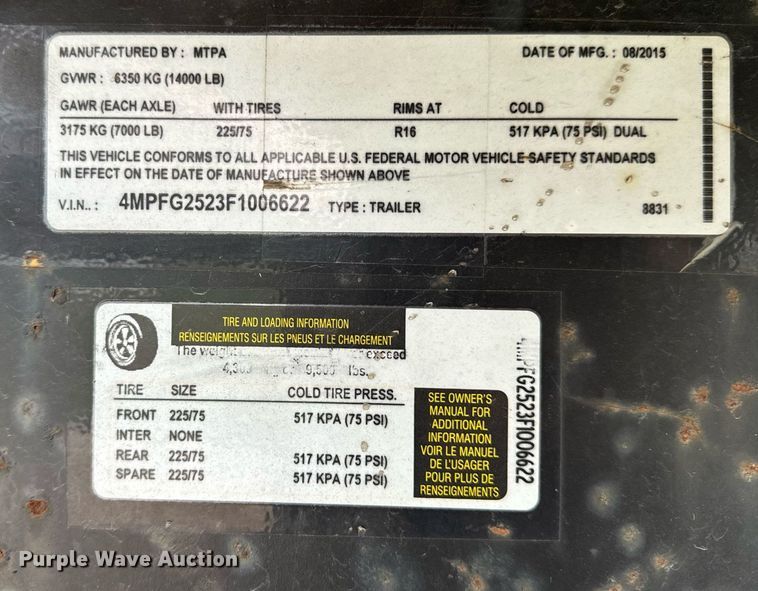 MANUFACTURED BY : MTPA DATE OF MFG. : 08/2015
GVWR : 6350 KG (14000 LB)
GAWR (EACH AXLE) WITH TIRES RIMS AT COLD
3175 KG (7000 LB) 225/75 R16 517 KPA (75 PSI) DUAL
THIS VEHICLE CONFORMS TO ALL APPLICABLE U.S. FEDERAL MOTOR VEHICLE SAFETY STANDARDS
IN EFFECT ON THE DATE OF MANUFACTURE SHOWN ABOVE
V.I.N.. : 4MPFG2523F1006622 TYPE : TRAILER 8831
TIRE AND LOADING INFORMATION
RENSEIGNEMENTS SUR LES PNEUS ET LE CHARGEMENT
The weight exceed
9,500 lbs.
TIRE SIZE COLD TIRE PRESS.
FRONT 225/75 517 KPA (75 PSI)
INTER NONE
REAR 225/75 517 KPA (75 PSI)
SPARE 225/75 517 KPA (75 PSI)
SEE OWNER'S
MANUAL FOR
ADDITIONAL
INFORMATION
VOIR LE MANUEL
DE L'USAGER
POUR PLUS DE
RENSEIGNEMENTS
FG2523F1006622
Purple Wave Auction